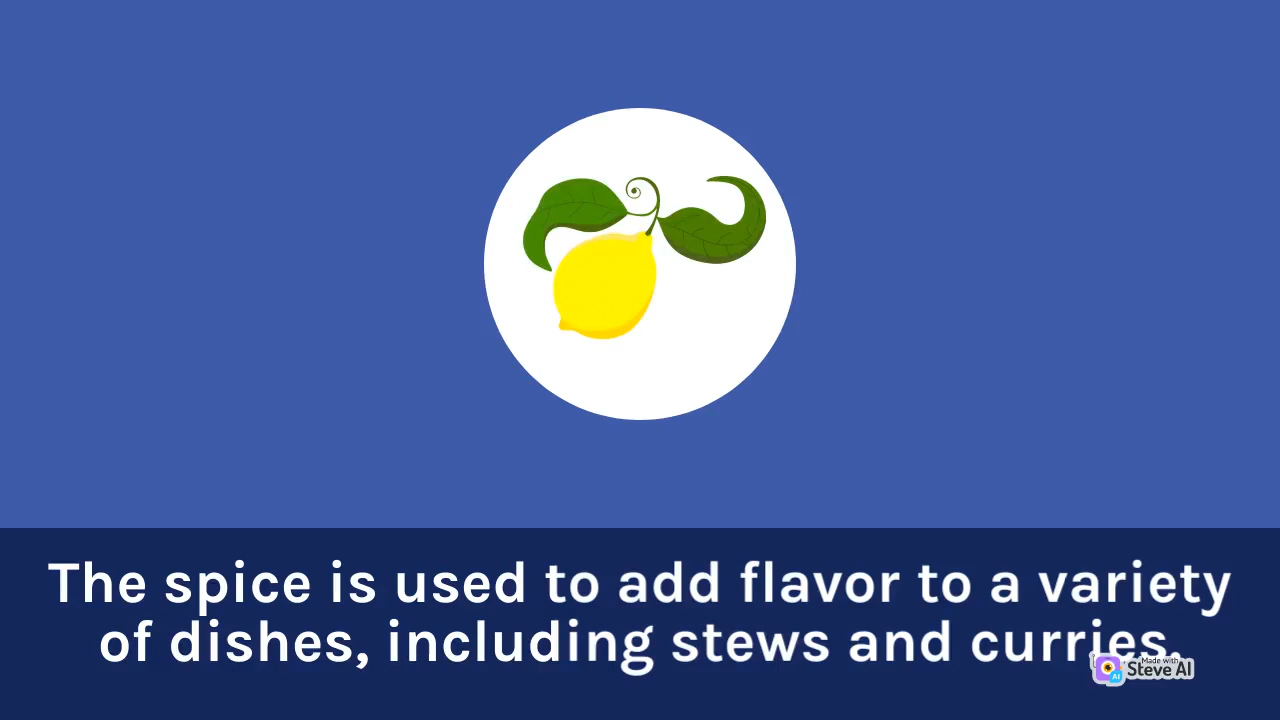 The spice is used to add flavor to a variety
of dishes, including stews and curries.
Made with
Steve AI
AI